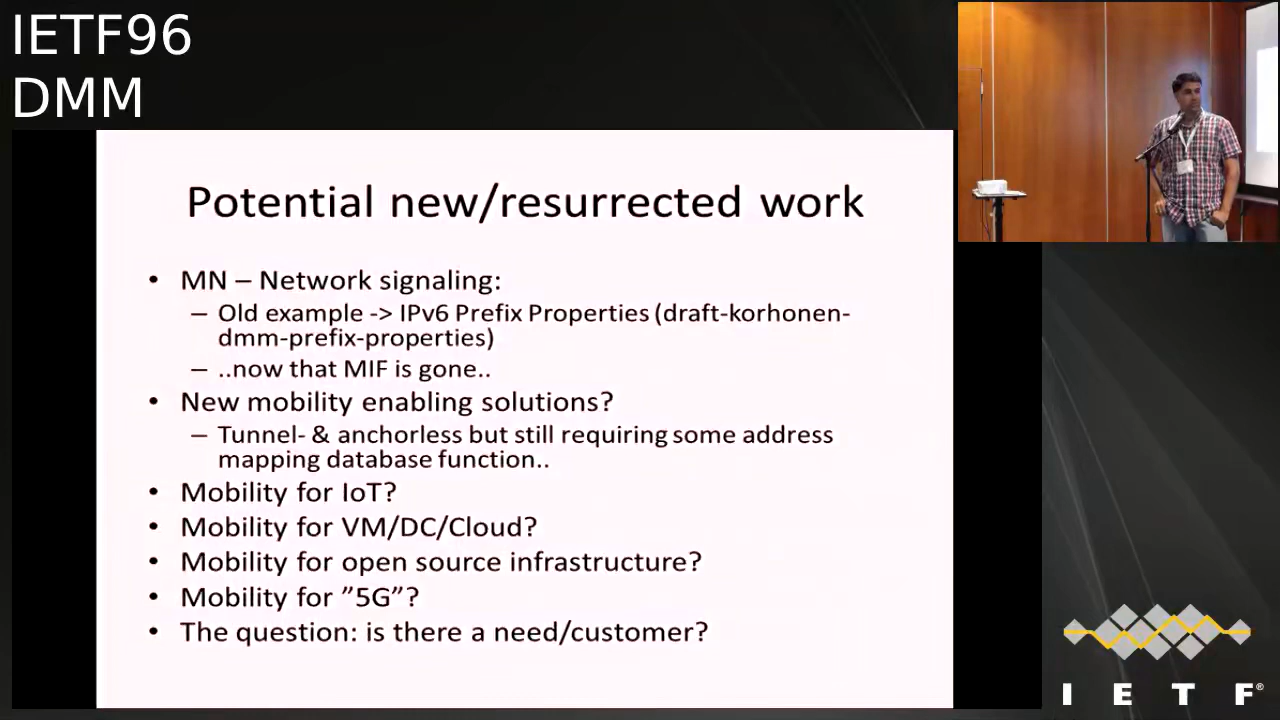 IETF96
DMM
Potential new/resurrected work
• MN – Network signaling:
– Old example -> IPv6 Prefix Properties (draft-korhonen-
dmm-prefix-properties)
– ..now that MIF is gone..
• New mobility enabling solutions?
– Tunnel- & anchorless but still requiring some address
mapping database function..
• Mobility for IoT?
• Mobility for VM/DC/Cloud?
• Mobility for open source infrastructure?
• Mobility for ”5G”?
• The question: is there a need/customer?
I E T F®